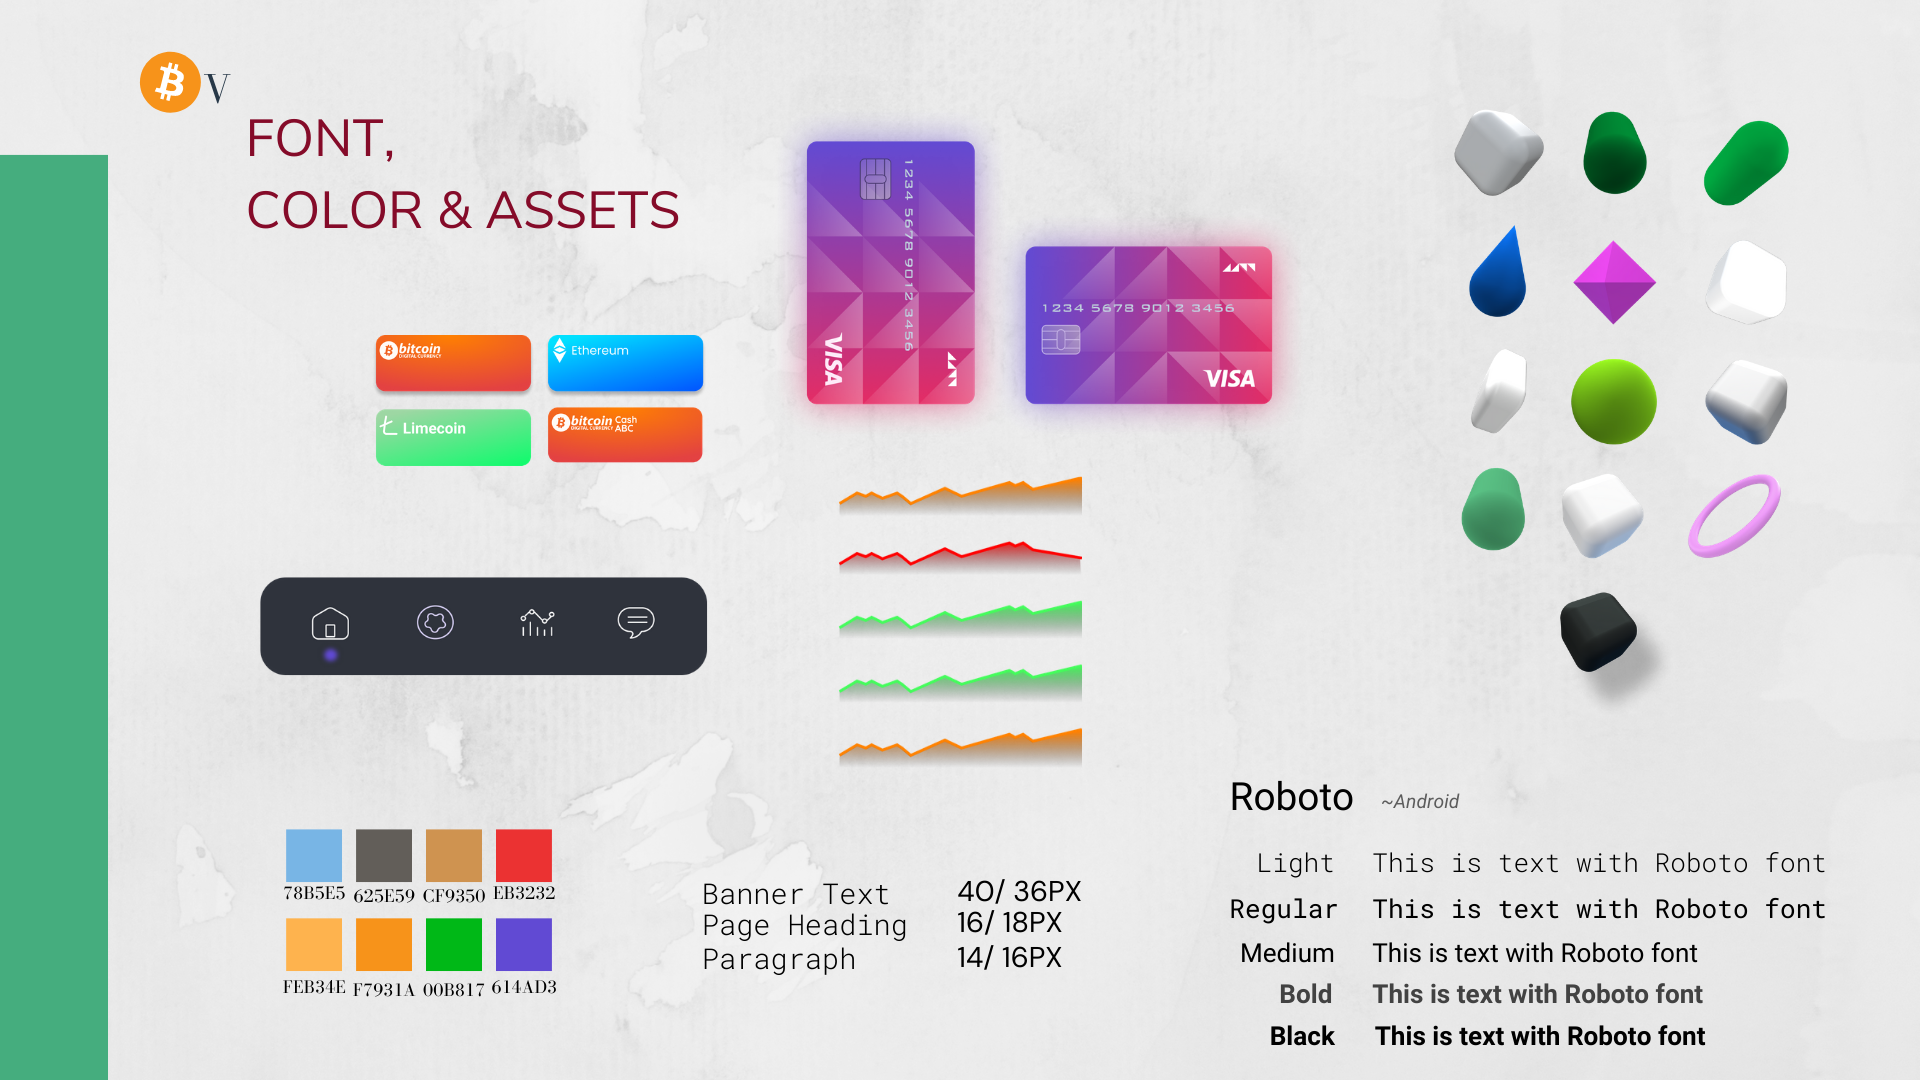 V
FONT,
COLOR & ASSETS
bitcoin
DIGITAL CURRENCY
Ethereum
Limecoin
bitcoin Cash
DIGITAL CURRENCY ABC
1234 5678 9012 3456
VISA
1234 5678 9012 3456
VISA
78B5E5 625E59 CF9350 EB3232
FEB34E F7931A 00B817 614AD3
Banner Text 40/ 36PX
Page Heading 16/ 18PX
Paragraph 14/ 16PX
Roboto ~Android
Light This is text with Roboto font
Regular This is text with Roboto font
Medium This is text with Roboto font
Bold This is text with Roboto font
Black This is text with Roboto font